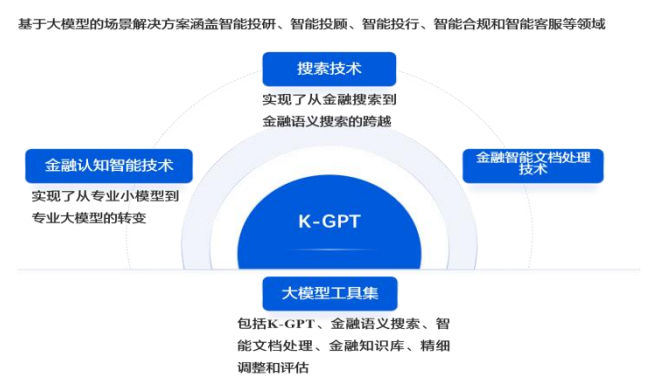 基于大模型的场景解决方案涵盖智能投研、智能投顾、智能投行、智能合规和智能客服等领域
搜索技术
实现了从金融搜索到
金融语义搜索的跨越
金融认知智能技术
实现了从专业小模型到
专业大模型的转变
金融智能文档处理
技术
K-GPT
大模型工具集
包括K-GPT、金融语义搜索、智
能文档处理、金融知识库、精细
调整和评估